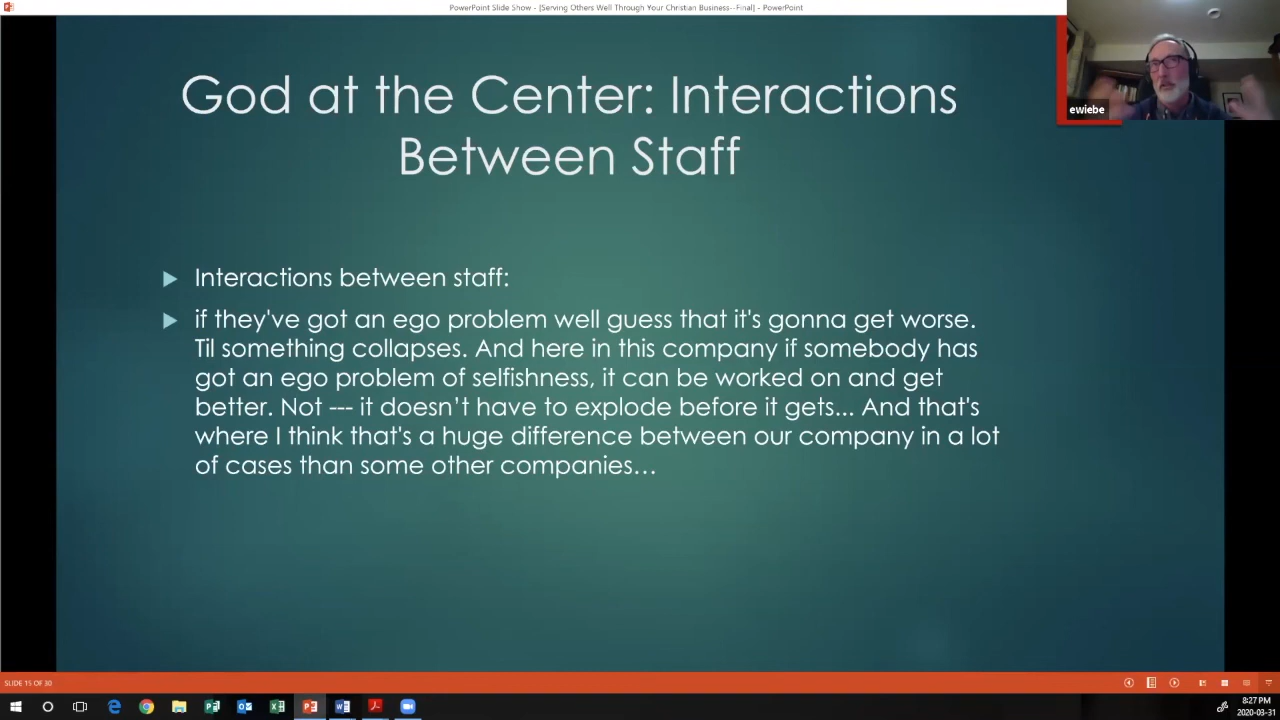 PowerPoint Slide Show - [Serving Others Well Through Your Christian Business--Final] - PowerPoint
ewiebe
God at the Center: Interactions
Between Staff
Interactions between staff:
if they've got an ego problem well guess that it's gonna get worse.
Til something collapses. And here in this company if somebody has
got an ego problem of selfishness, it can be worked on and get
better. Not --- it doesn’t have to explode before it gets... And that's
where I think that's a huge difference between our company in a lot
of cases than some other companies…
SLIDE 15 OF 30
8:27 PM
2020-03-31